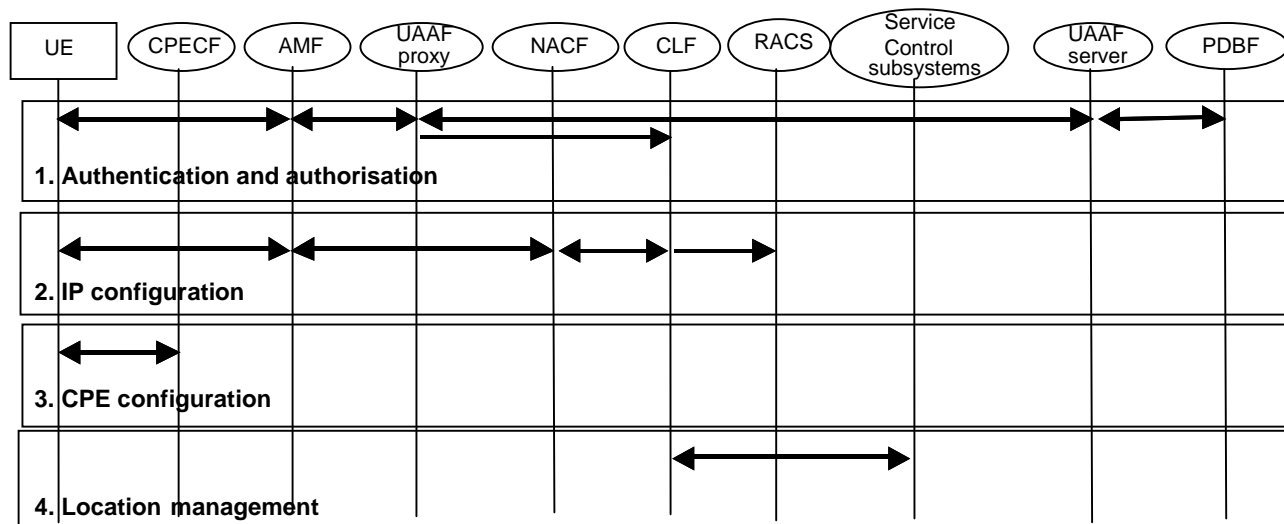 UE
CPECF
AMF
UAAF
proxy
NACF
CLF
RACS
Service
Control
subsystems
UAAF
server
PDBF
1. Authentication and authorisation
2. IP configuration
3. CPE configuration
4. Location management